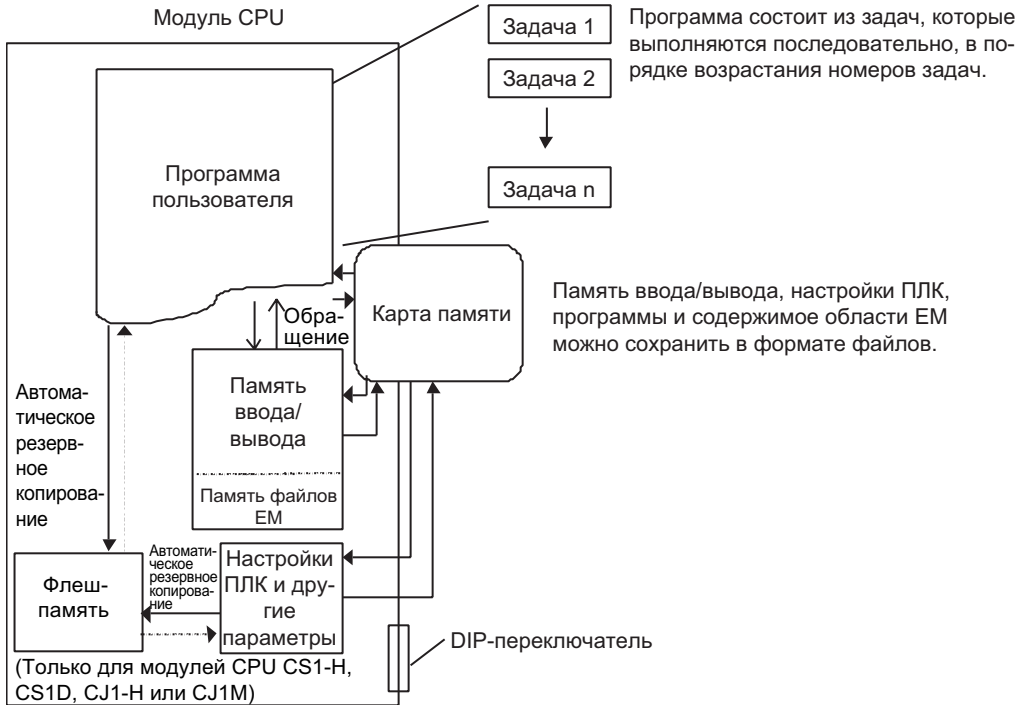 Модуль CPU
Задача 1
Задача 2
Задача n
Программа состоит из задач, которые
выполняются последовательно, в по-
рядке возрастания номеров задач.
Программа
пользователя
Карта памяти
Память ввода/вывода, настройки ПЛК,
программы и содержимое области EM
можно сохранить в формате файлов.
Обра-
щение
Память
ввода/
вывода
Память файлов
EM
Автома-
тическое
резерв-
ное
копирова-
ние
Флеш-
память
Автомати-
ческое
резервное
копирова-
ние
Настройки
ПЛК и дру-
гие
параметры
DIP-переключатель
(Только для модулей CPU CS1-H,
CS1D, CJ1-H или CJ1M)